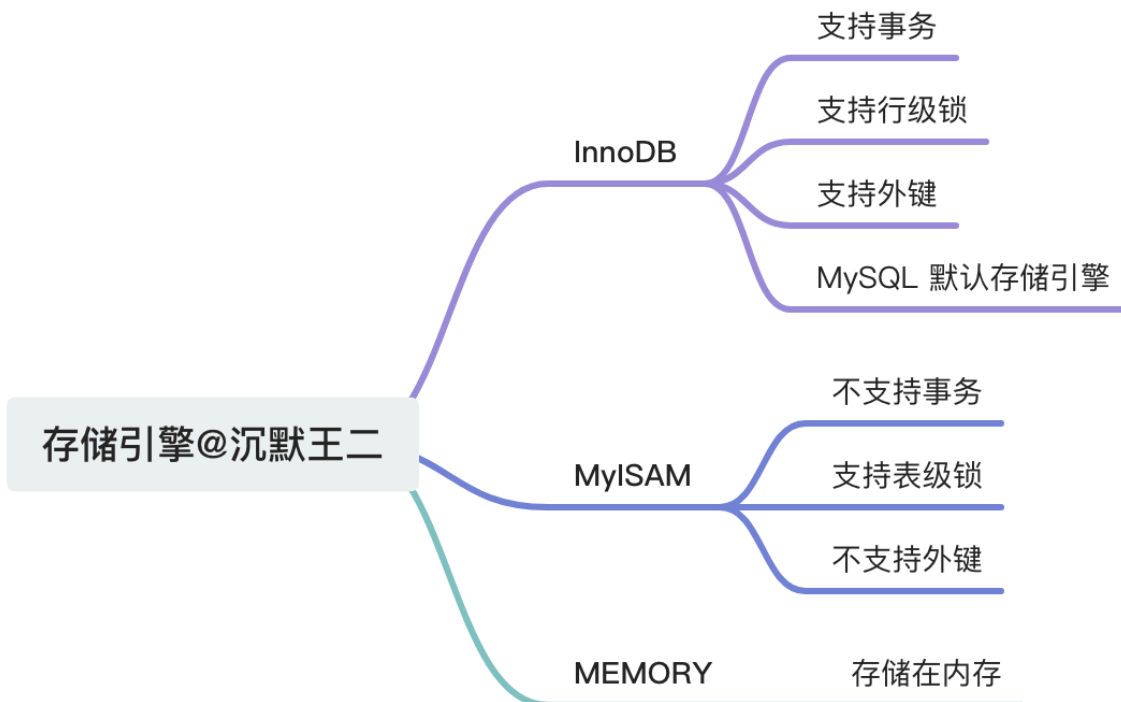 存储引擎@沉默王二
InnoDB
支持事务
支持行级锁
支持外键
MySQL 默认存储引擎
MyISAM
不支持事务
支持表级锁
不支持外键
MEMORY
存储在内存